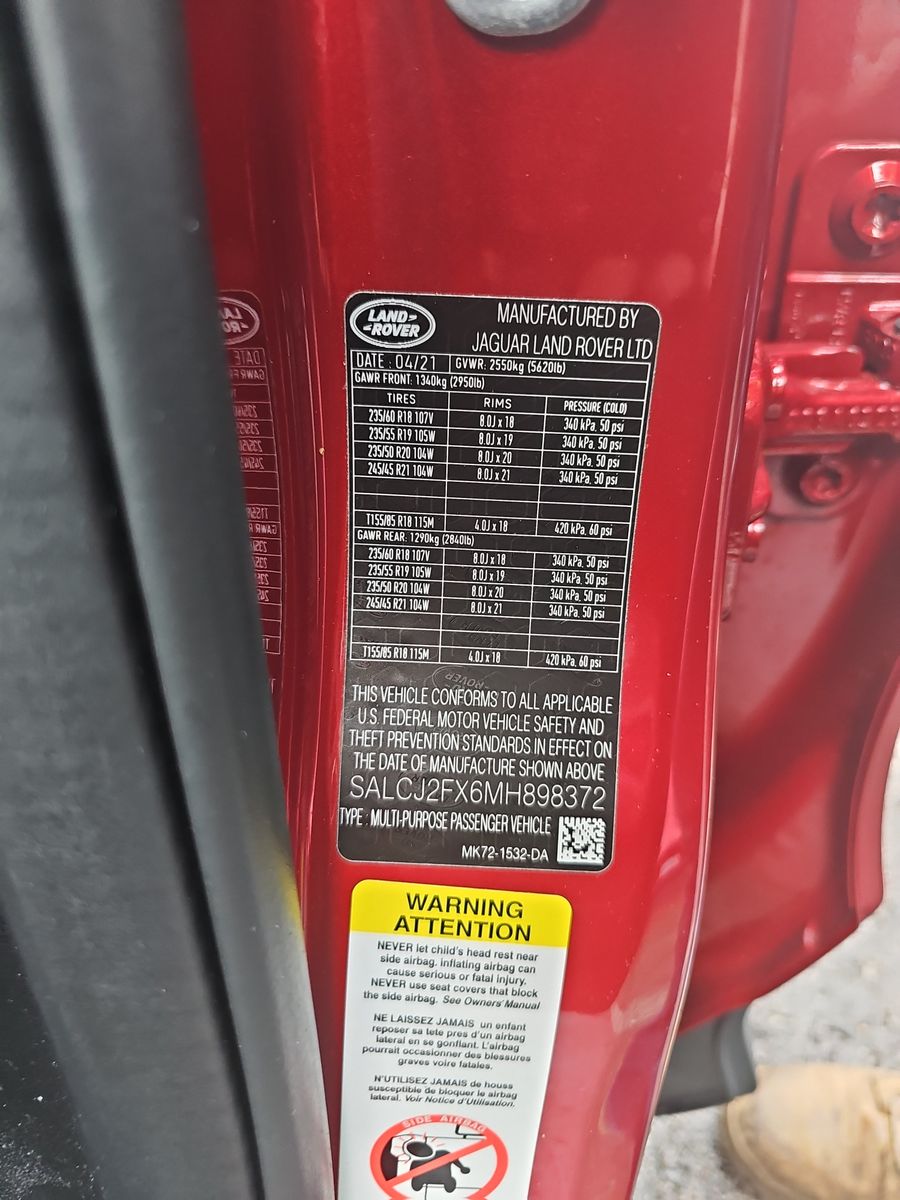 LAND-
-ROVER
MANUFACTURED BY
JAGUAR LAND ROVER LTD
DATE : 04/21 GVWR: 2550kg (5620lb)
GAWR FRONT: 1340kg (2950lb)
TIRES RIMS PRESSURE (COLD)
235/60 R18 107V 8.0J x 18 340 kPa, 50 psi
235/55 R19 105W 8.0J x 19 340 kPa, 50 psi
235/50 R20 104W 8.0J x 20 340 kPa, 50 psi
245/45 R21 104W 8.0J x 21 340 kPa, 50 psi
T155/85 R18 115M 4.0J x 18 420 kPa, 60 psi
GAWR REAR: 1290kg (2840lb)
235/60 R18 107V 8.0J x 18 340 kPa, 50 psi
235/55 R19 105W 8.0J x 19 340 kPa, 50 psi
235/50 R20 104W 8.0J x 20 340 kPa, 50 psi
245/45 R21 104W 8.0J x 21 340 kPa, 50 psi
T155/85 R18 115M 4.0J x 18 420 kPa, 60 psi
THIS VEHICLE CONFORMS TO ALL APPLICABLE
U.S. FEDERAL MOTOR VEHICLE SAFETY AND
THEFT PREVENTION STANDARDS IN EFFECT ON
THE DATE OF MANUFACTURE SHOWN ABOVE
SALCJ2FX6MH898372
TYPE : MULTI-PURPOSE PASSENGER VEHICLE
MK72-1532-DA
WARNING
ATTENTION
NEVER let child's head rest near
side airbag. inflating airbag can
cause serious or fatal injury.
NEVER use seat covers that block
the side airbag. See Owners' Manual
NE LAISSEZ JAMAIS un enfant
reposer sa tete pres d'un airbag
lateral en se gonflant. L'airbag
pourrait occasionner des blessures
graves voire fatales.
N'UTILISEZ JAMAIS de houss
susceptible de bloquer le airbag
lateral. Voir Notice d'Utilisation.
SIDE AIRBAG